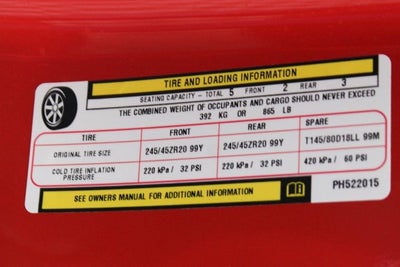 TIRE AND LOADING INFORMATION
SEATING CAPACITY - TOTAL 5 FRONT 2 REAR 3
THE COMBINED WEIGHT OF OCCUPANTS AND CARGO SHOULD NEVER EXCEED
392 KG OR 865 LB
TIRE FRONT REAR SPARE
ORIGINAL TIRE SIZE 245/45ZR20 99Y 245/45ZR20 99Y T145/80D18LL 99M
COLD TIRE INFLATION PRESSURE 220 kPa / 32 PSI 220 kPa / 32 PSI 420 kPa / 60 PSI
SEE OWNERS MANUAL FOR ADDITIONAL INFORMATION
PH522015